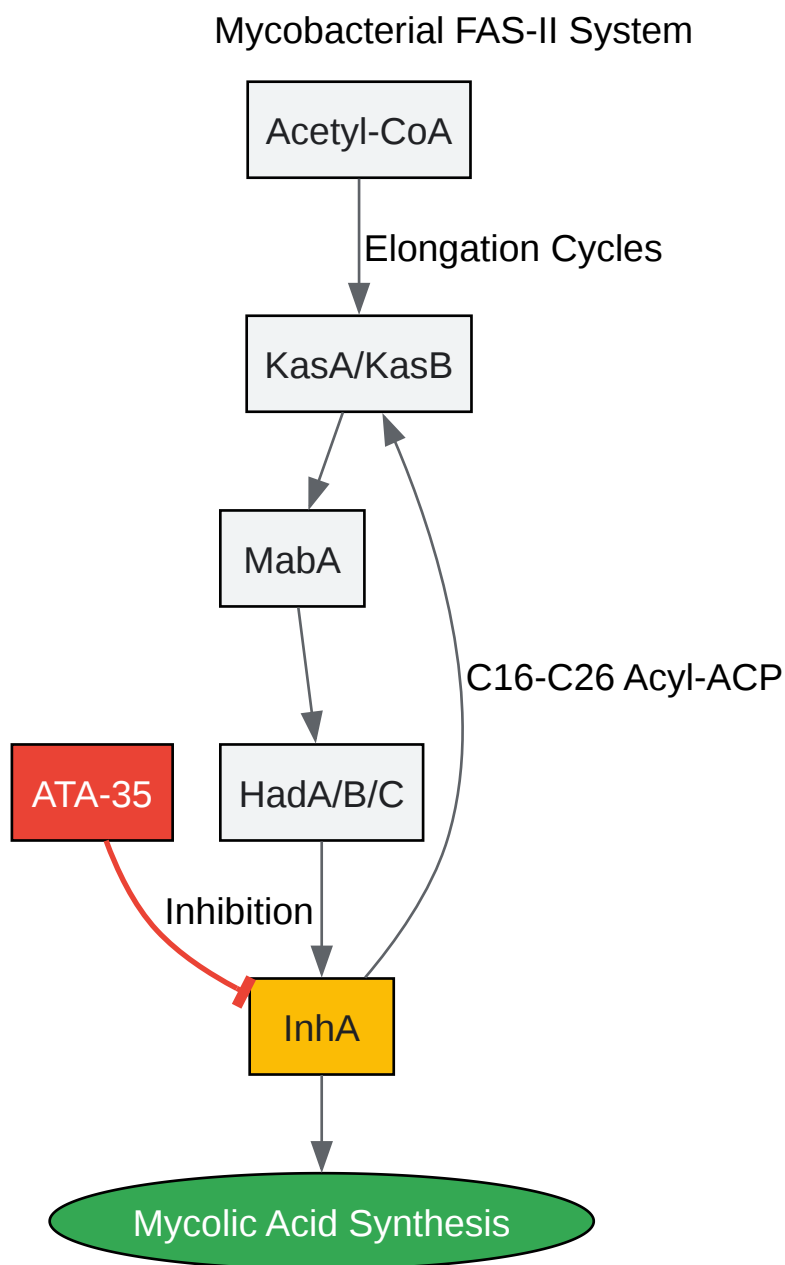 Mycobacterial FAS-II System
Acetyl-CoA
Elongation Cycles
KasA/KasB
MabA
C16-C26 Acyl-ACP
ATA-35
HadA/B/C
Inhibition
InhA
Mycolic Acid Synthesis